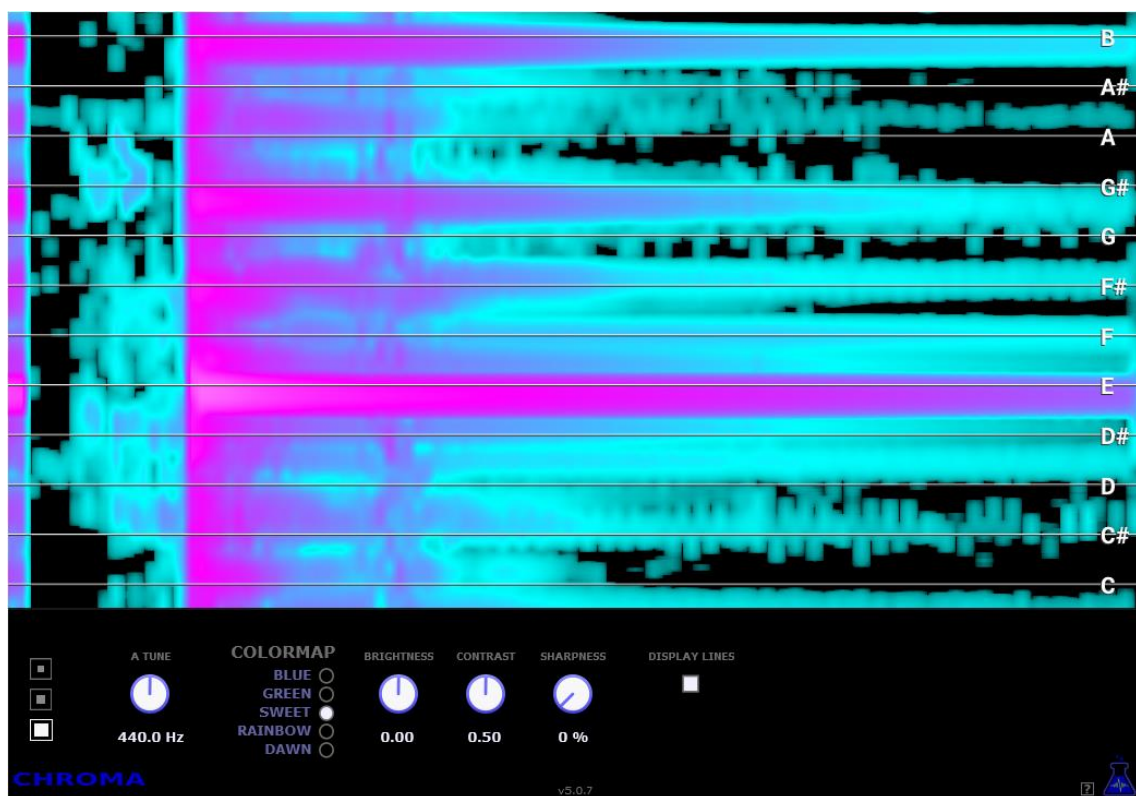 B
A#
A
G#
G
F#
F
E
D#
D
C#
C
A TUNE
440.0 Hz
COLORMAP
BLUE
GREEN
SWEET
RAINBOW
DAWN
BRIGHTNESS
0.00
CONTRAST
0.50
SHARPNESS
0 %
DISPLAY LINES
CHROMA
v5.0.7
?